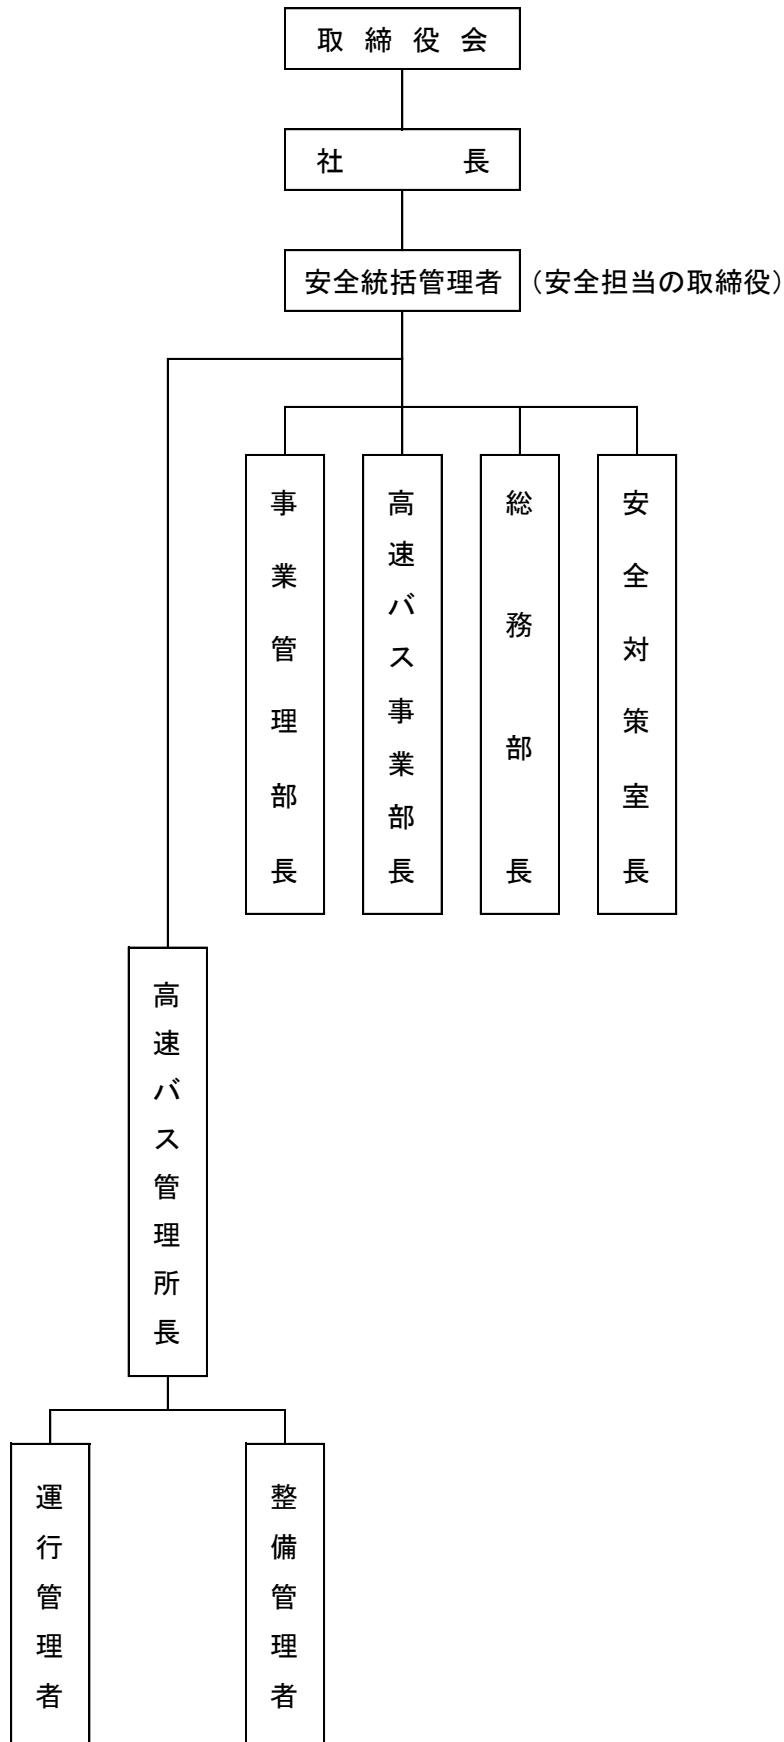 取締役会
社長
安全統括管理者 （安全担当の取締役）
事業管理部長
高速バス事業部長
総務部長
安全対策室長
高速バス管理所長
運行管理者
整備管理者